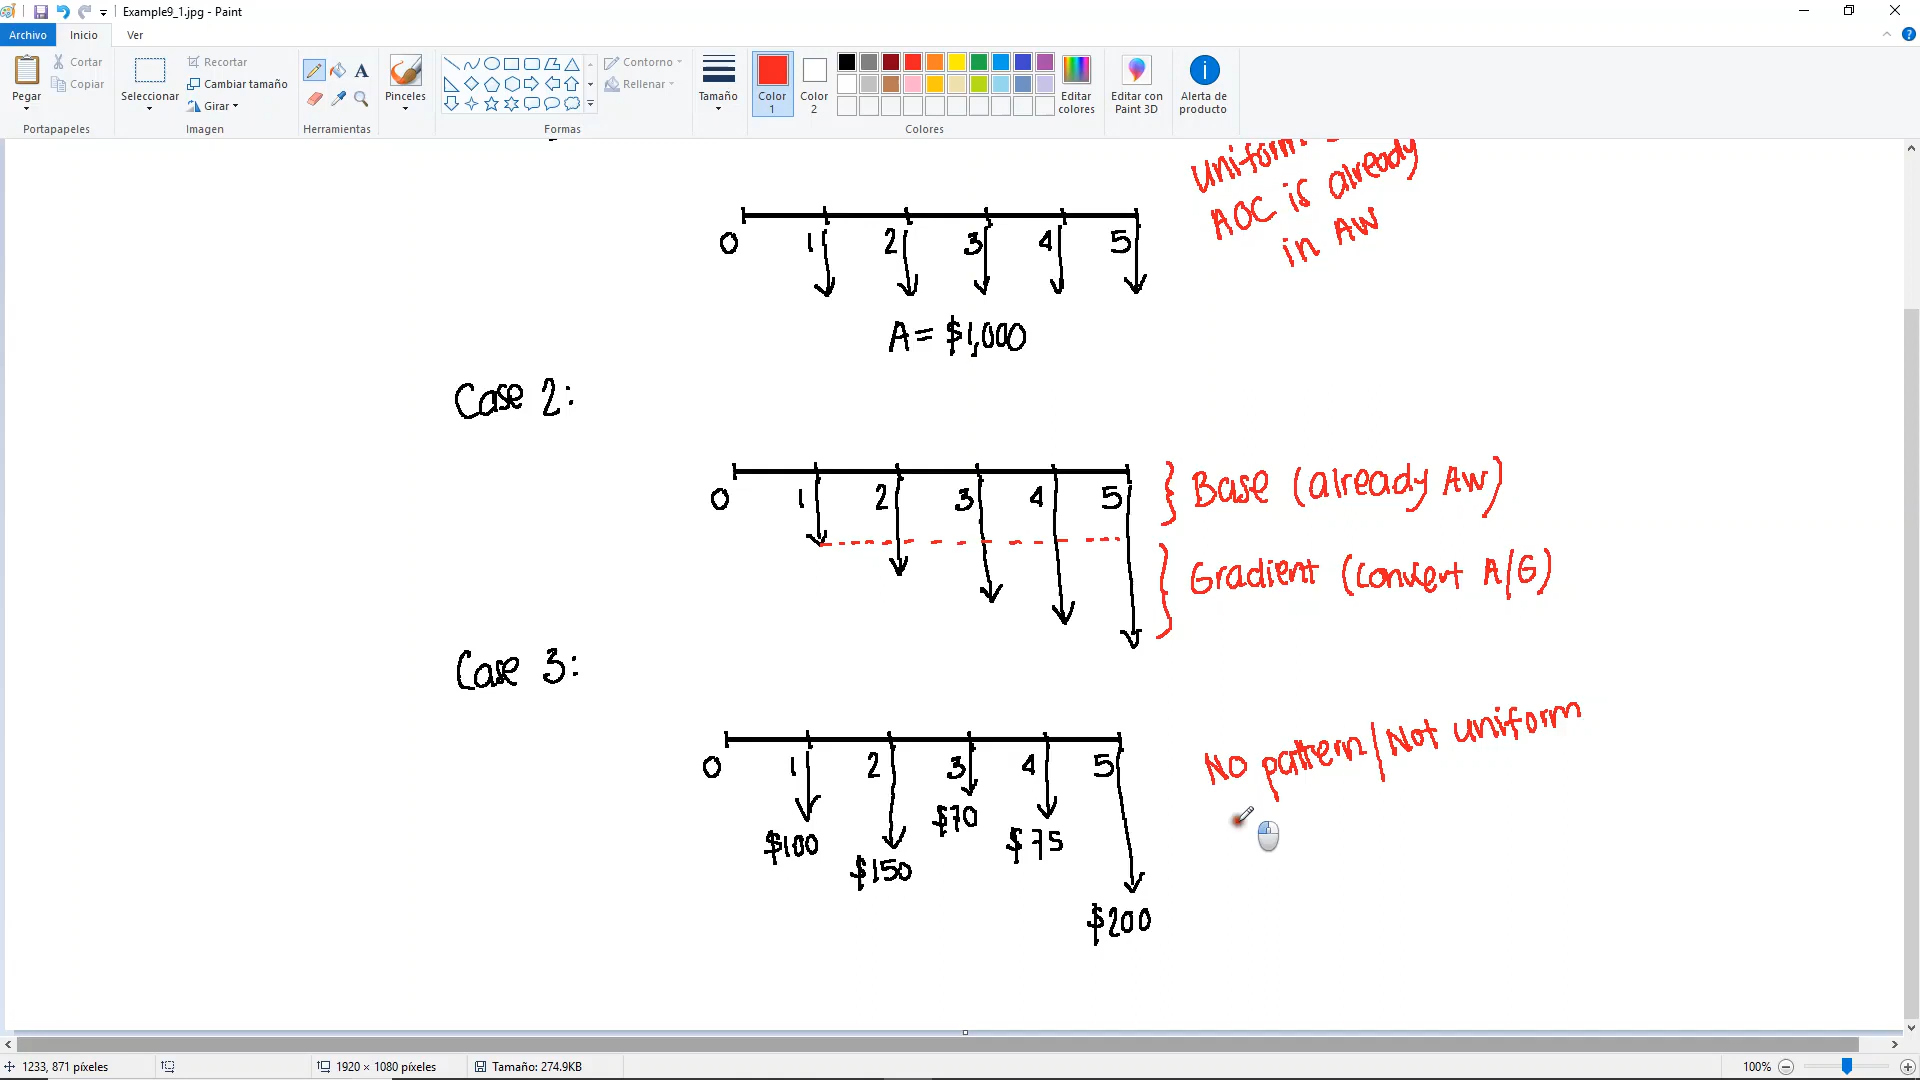 Example9_1.jpg - Paint
Archivo Inicio Ver
Pegar
Cortar
Copiar
Portapapeles
Seleccionar
Recortar
Cambiar tamaño
Girar
Imagen
A
Herramientas
Pinceles
Contorno
Rellenar
Formas
Tamaño
Color 1
Color 2
Editar colores
Colores
Editar con Paint 3D
Alerta de producto
uniform.
AOC is already
in AW
0 1 2 3 4 5
A = $1,000
Case 2:
0 1 2 3 4 5
Base (already AW)
Gradient (convert A/G)
Case 3:
0 1 2 3 4 5
No pattern/Not uniform
$100 $150 $70 $75 $200
1233, 871 píxeles
1920 × 1080 píxeles
Tamaño: 274.9KB
100%